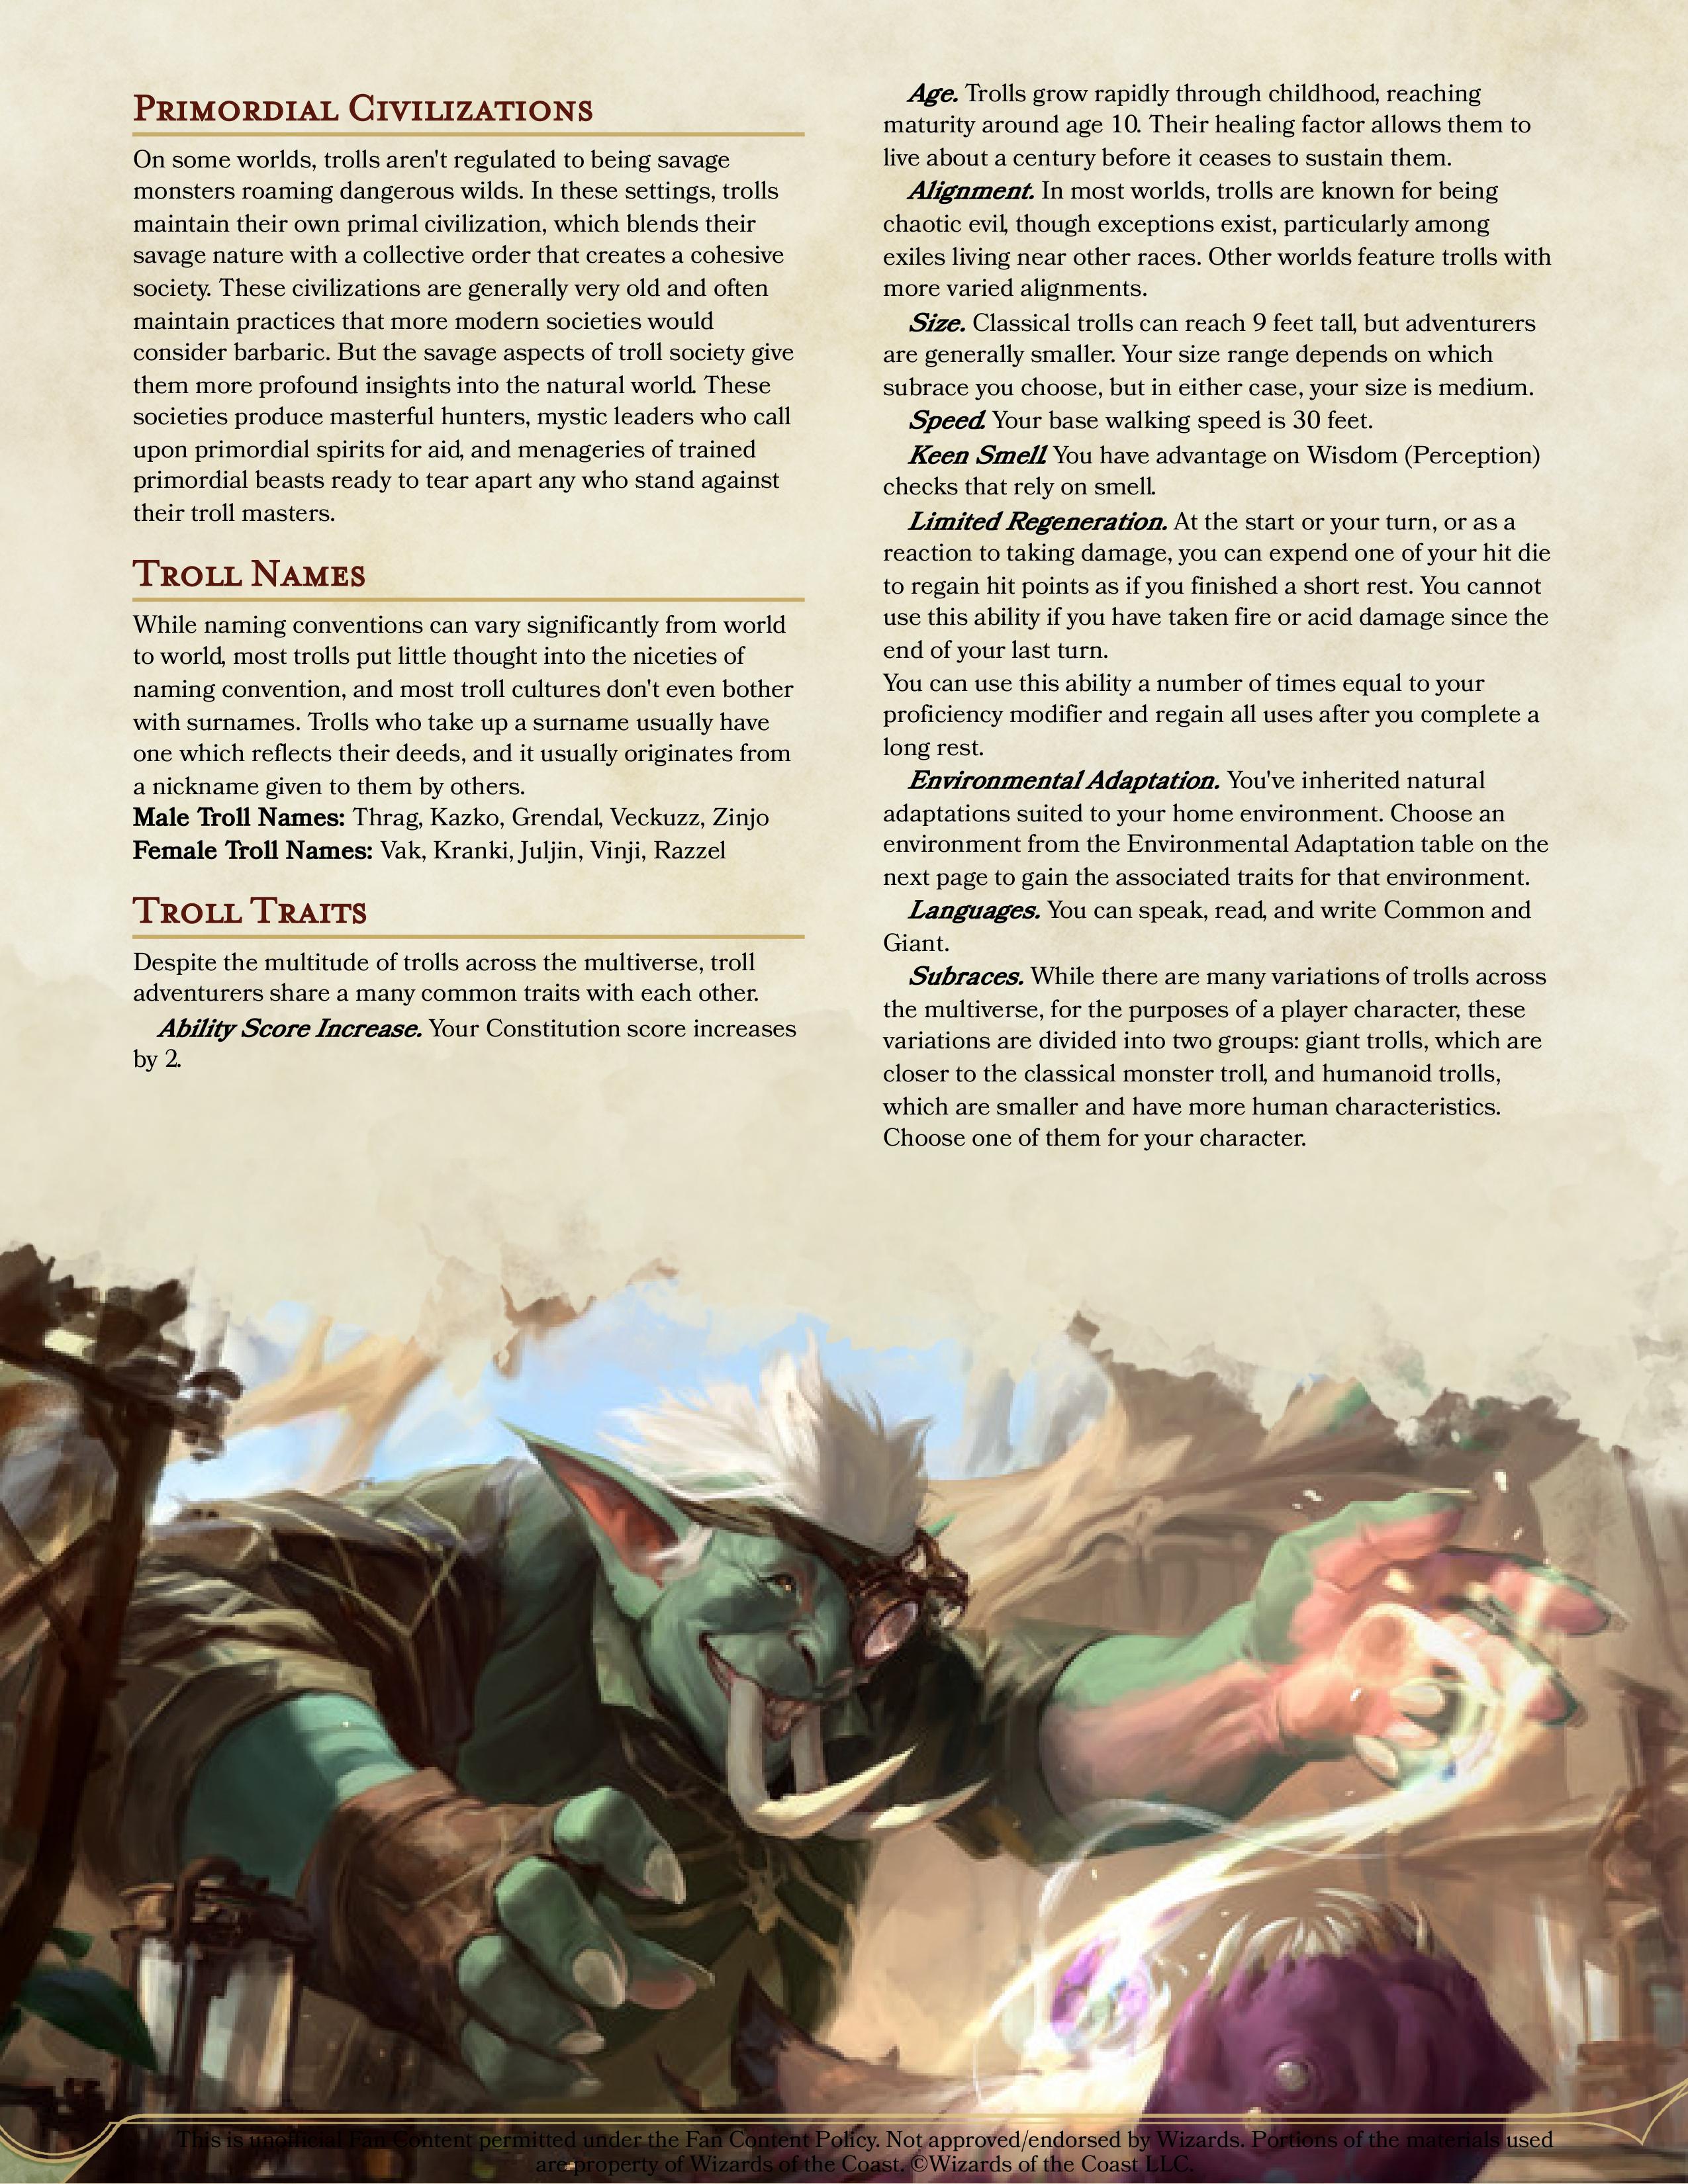 Primordial Civilizations
On some worlds, trolls aren't regulated to being savage
monsters roaming dangerous wilds. In these settings, trolls
maintain their own primal civilization, which blends their
savage nature with a collective order that creates a cohesive
society. These civilizations are generally very old and often
maintain practices that more modern societies would
consider barbaric. But the savage aspects of troll society give
them more profound insights into the natural world. These
societies produce masterful hunters, mystic leaders who call
upon primordial spirits for aid, and menageries of trained
primordial beasts ready to tear apart any who stand against
their troll masters.
Troll Names
While naming conventions can vary significantly from world
to world, most trolls put little thought into the niceties of
naming convention, and most troll cultures don't even bother
with surnames. Trolls who take up a surname usually have
one which reflects their deeds, and it usually originates from
a nickname given to them by others.
Male Troll Names: Thrag, Kazko, Grendal, Veckuzz, Zinjo
Female Troll Names: Vak, Kranki, Juljin, Vinji, Razzel
Troll Traits
Despite the multitude of trolls across the multiverse, troll
adventurers share a many common traits with each other.
Ability Score Increase. Your Constitution score increases
by 2.
Age. Trolls grow rapidly through childhood, reaching
maturity around age 10. Their healing factor allows them to
live about a century before it ceases to sustain them.
Alignment. In most worlds, trolls are known for being
chaotic evil, though exceptions exist, particularly among
exiles living near other races. Other worlds feature trolls with
more varied alignments.
Size. Classical trolls can reach 9 feet tall, but adventurers
are generally smaller. Your size range depends on which
subrace you choose, but in either case, your size is medium.
Speed. Your base walking speed is 30 feet.
Keen Smell. You have advantage on Wisdom (Perception)
checks that rely on smell.
Limited Regeneration. At the start or your turn, or as a
reaction to taking damage, you can expend one of your hit die
to regain hit points as if you finished a short rest. You cannot
use this ability if you have taken fire or acid damage since the
end of your last turn.
You can use this ability a number of times equal to your
proficiency modifier and regain all uses after you complete a
long rest.
Environmental Adaptation. You've inherited natural
adaptations suited to your home environment. Choose an
environment from the Environmental Adaptation table on the
next page to gain the associated traits for that environment.
Languages. You can speak, read, and write Common and
Giant.
Subraces. While there are many variations of trolls across
the multiverse, for the purposes of a player character, these
variations are divided into two groups: giant trolls, which are
closer to the classical monster troll, and humanoid trolls,
which are smaller and have more human characteristics.
Choose one of them for your character.
This is unofficial Fan Content permitted under the Fan Content Policy. Not approved/endorsed by Wizards. Portions of the materials used
are property of Wizards of the Coast. ©Wizards of the Coast LLC.